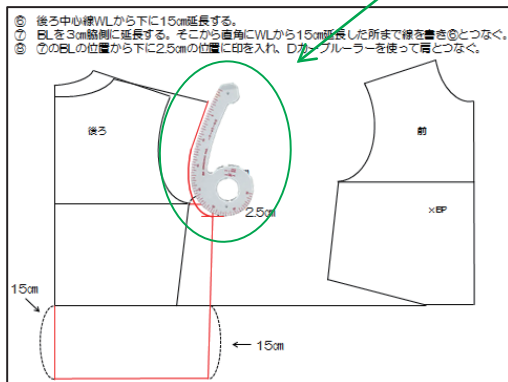 ⑥ 後ろ中心線WLから下に15㎝延長する。
⑦ BLを3㎝脇側に延長する。そこから直角にWLから15㎝延長した所まで線を書き⑥とつなぐ。
⑧ ⑦のBLの位置から下に2.5㎝の位置に印を入れ、Dカーブルーラーを使って肩とつなぐ。
後ろ
前
2.5㎝
×BP
15㎝
15㎝